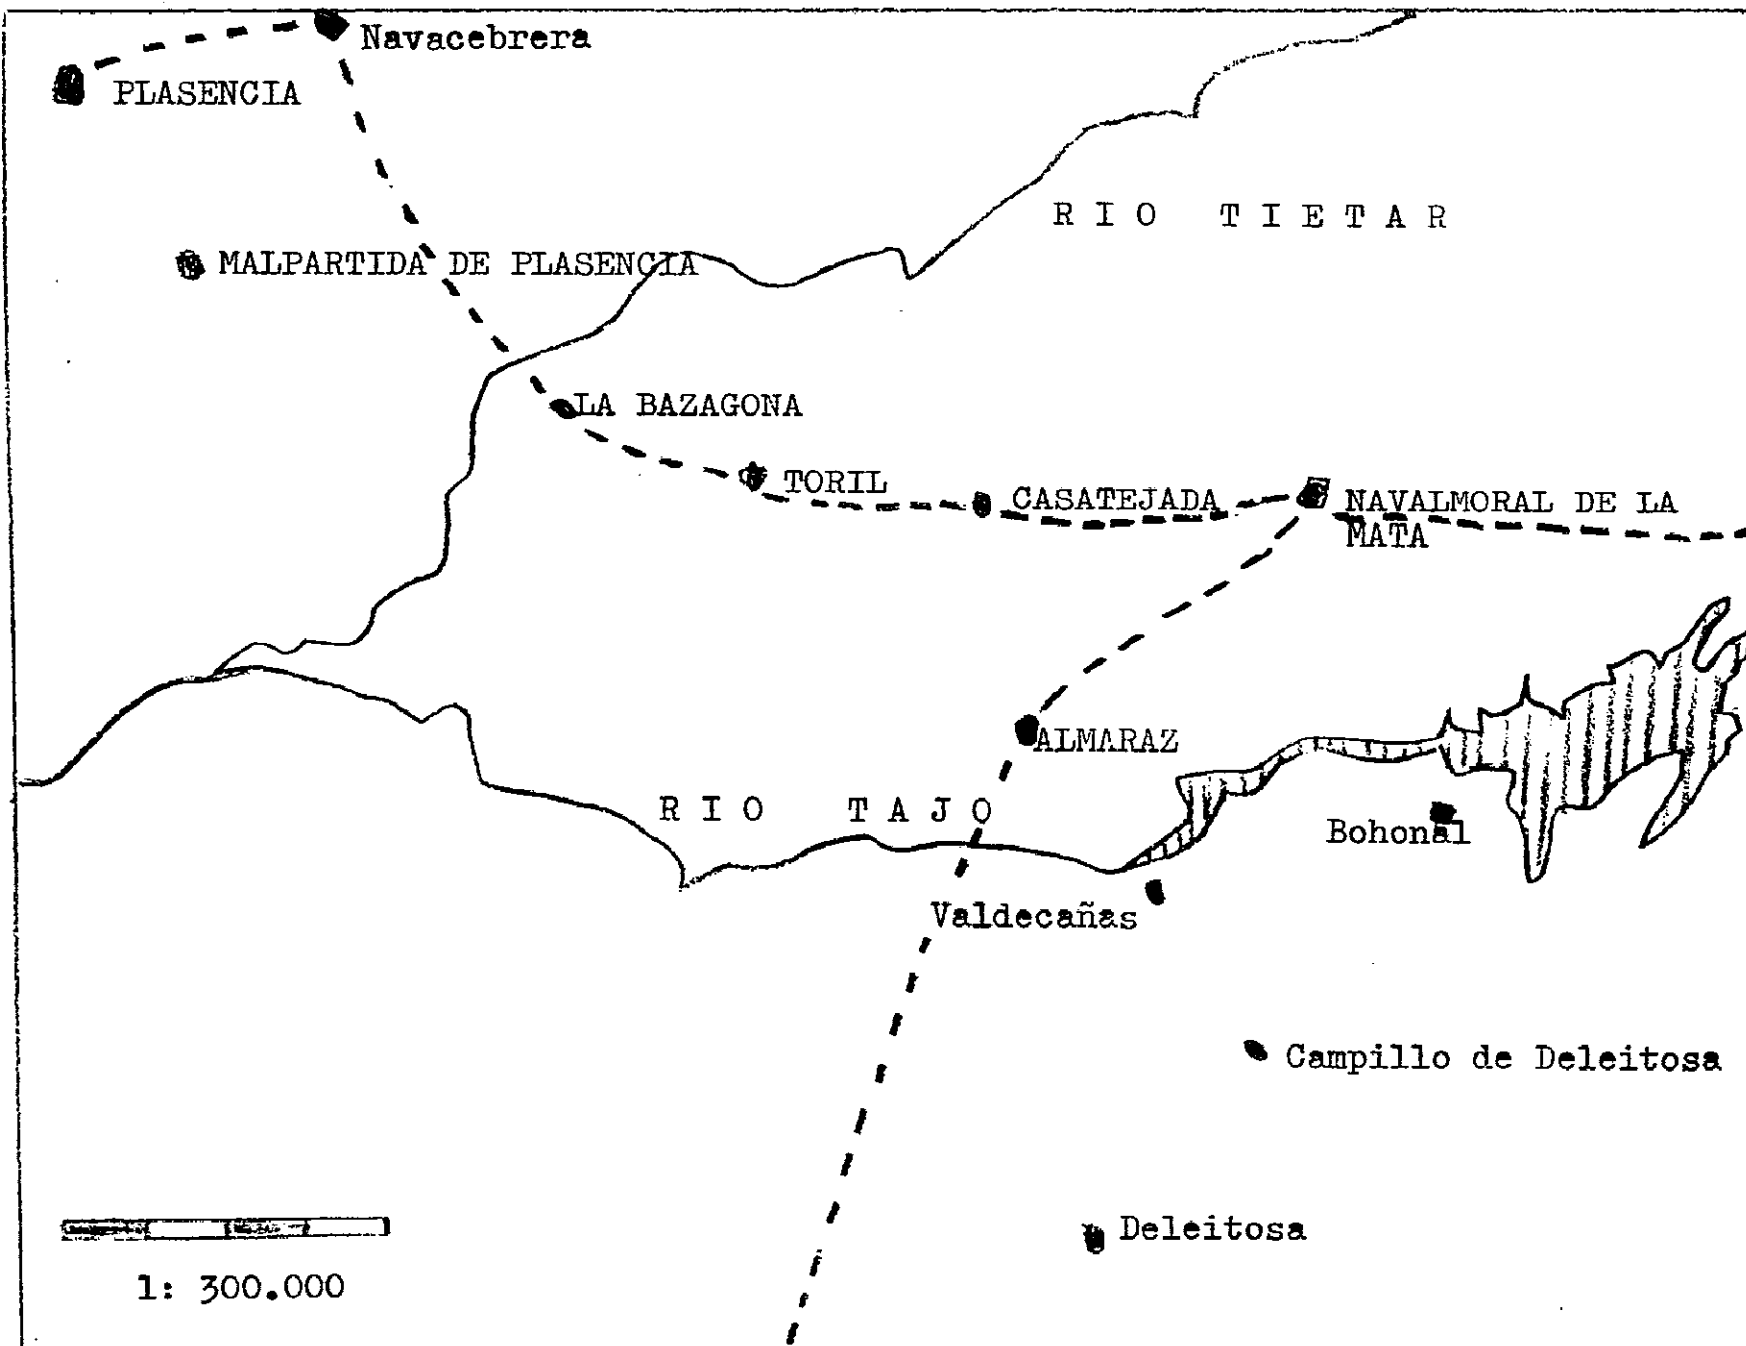 Navacebrera
PLASENCIA
RIO TIETAR
MALPARTIDA DE PLASENCIA
LA BAZAGONA
TORIL
CASATEJADA
NAVALMORAL DE LA
MATA
ALMARAZ
RIO TAJO
Bohonal
Valdecañas
Campillo de Deleitosa
Deleitosa
1: 300.000